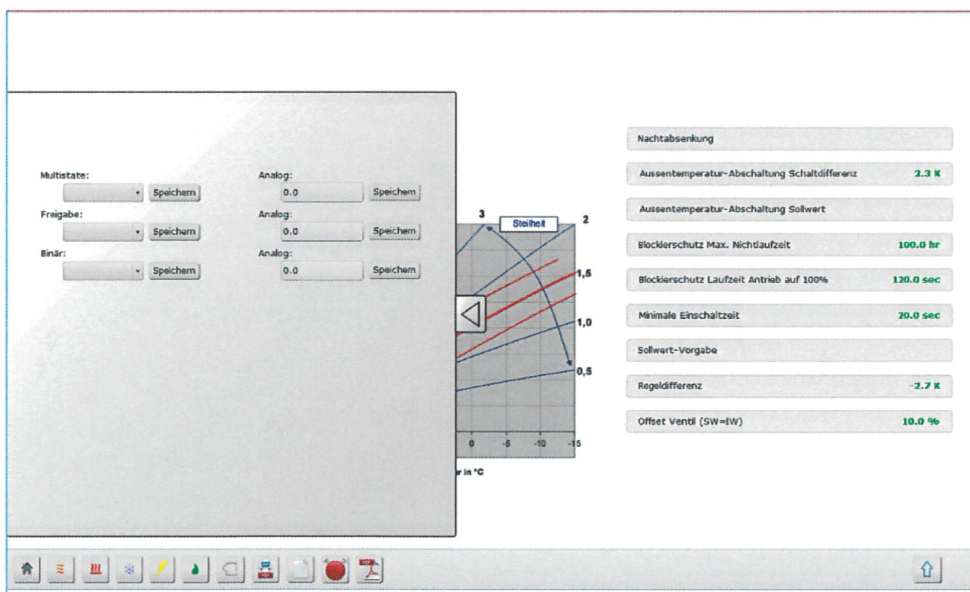 Multistate:
Speichern
Freigabe:
Speichern
Binär:
Speichern
Analog:
0.0
Speichern
Analog:
0.0
Speichern
Analog:
0.0
Speichern
3
Steilheit
2
1,5
1,0
0,5
0
-5
-10
-15
in °C
Nachtabsenkung
Aussentemperatur-Abschaltung Schaltdifferenz 2.3 K
Aussentemperatur-Abschaltung Sollwert
Blockierschutz Max. Nichtlaufzeit 100.0 hr
Blockierschutz Laufzeit Antrieb auf 100% 120.0 sec
Minimale Einschaltzeit 20.0 sec
Sollwert-Vorgabe
Regeldifferenz -2.7 K
Offset Ventil (SW=IW) 10.0 %